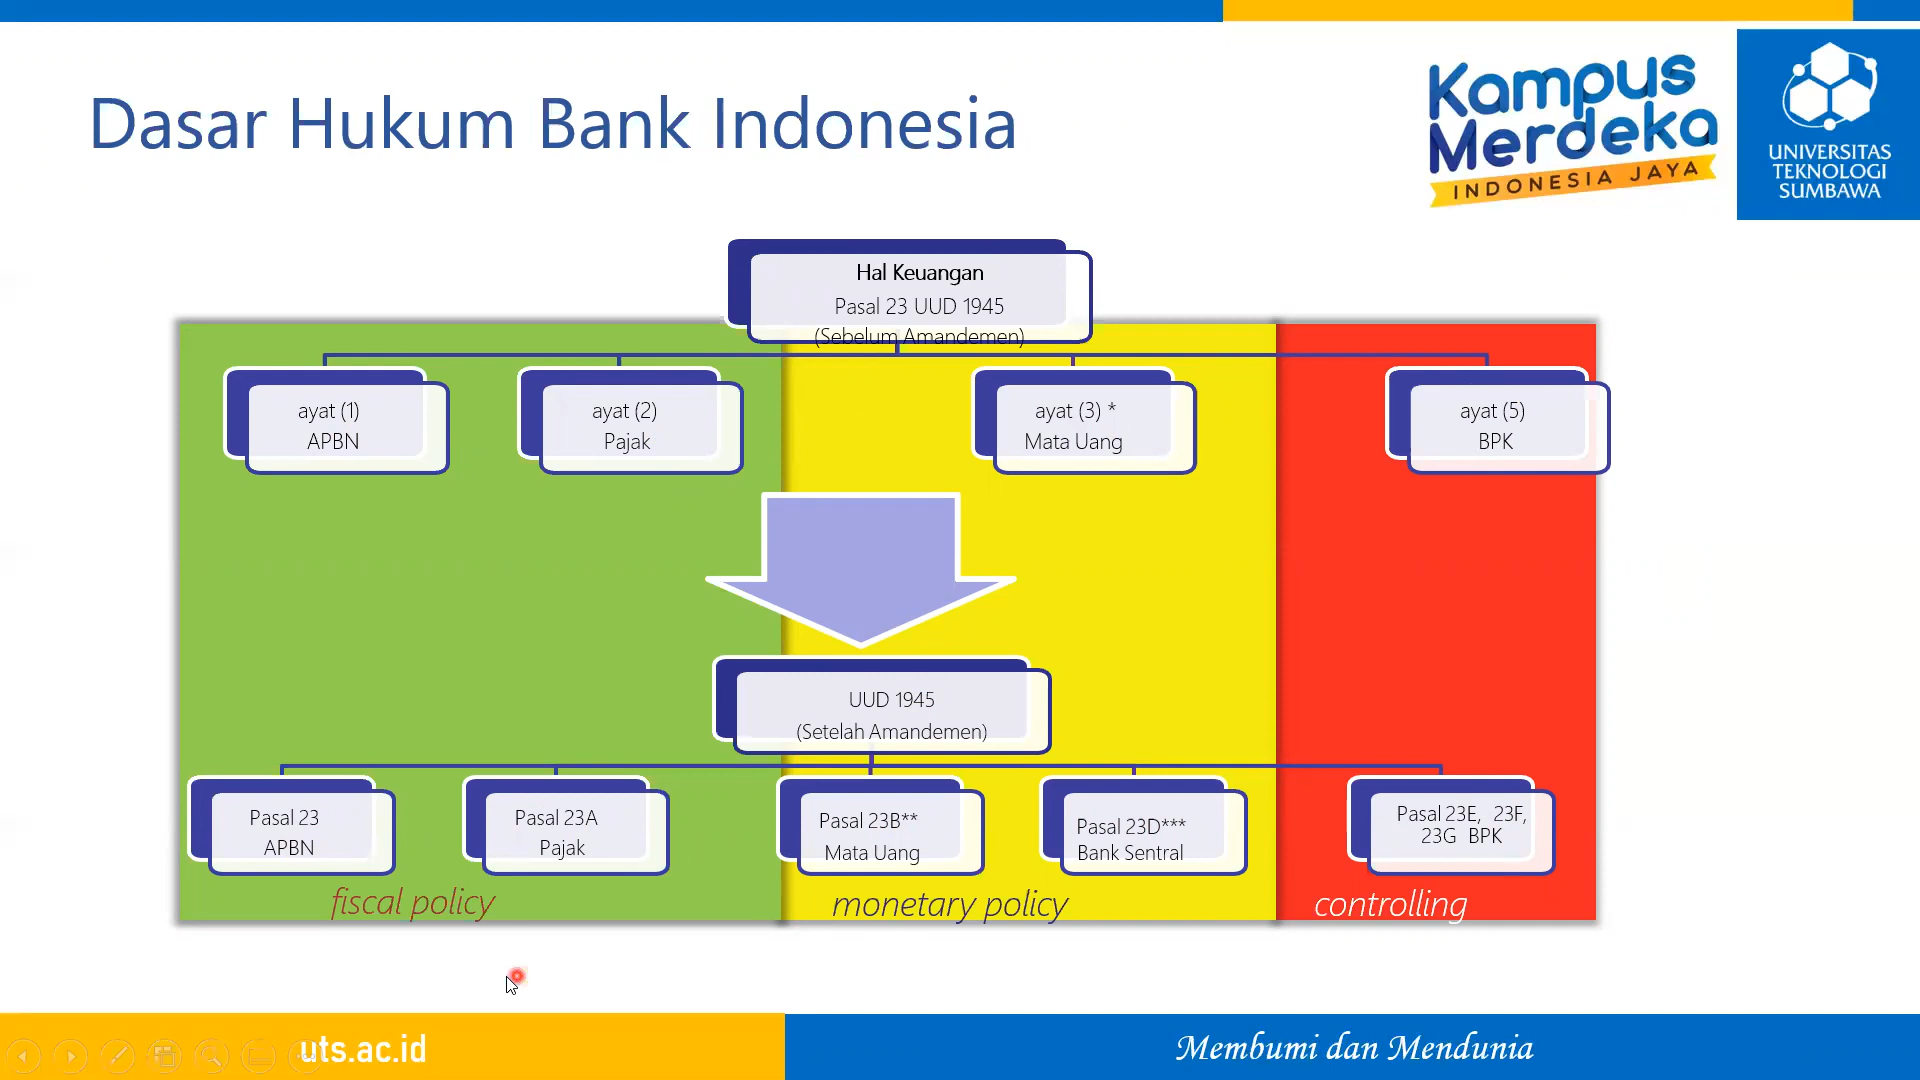 Dasar Hukum Bank Indonesia
Kampus
Merdeka
INDONESIA JAYA
UNIVERSITAS
TEKNOLOGI
SUMBAWA
Hal Keuangan
Pasal 23 UUD 1945
(Sebelum Amandemen)
ayat (1)
APBN
ayat (2)
Pajak
ayat (3) *
Mata Uang
ayat (5)
BPK
UUD 1945
(Setelah Amandemen)
Pasal 23
APBN
Pasal 23A
Pajak
Pasal 23B**
Mata Uang
Pasal 23D***
Bank Sentral
Pasal 23E, 23F,
23G BPK
fiscal policy
monetary policy
controlling
uts.ac.id
Membumi dan Mendunia